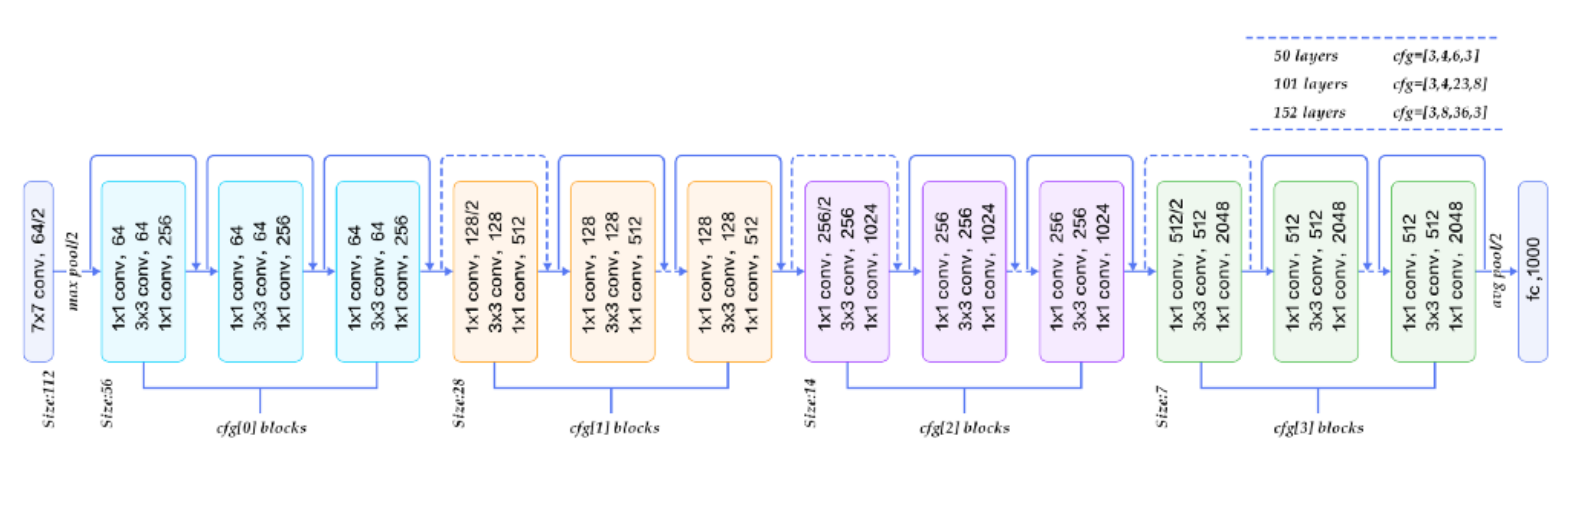 50 layers cfg=[3,4,6,3]
101 layers cfg=[3,4,23,8]
152 layers cfg=[3,8,36,3]
7x7 conv, 64/2
max pool/2
1x1 conv, 64
3x3 conv, 64
1x1 conv, 256
1x1 conv, 64
3x3 conv, 64
1x1 conv, 256
1x1 conv, 64
3x3 conv, 64
1x1 conv, 256
1x1 conv, 128/2
3x3 conv, 128
1x1 conv, 512
1x1 conv, 128
3x3 conv, 128
1x1 conv, 512
1x1 conv, 128
3x3 conv, 128
1x1 conv, 512
1x1 conv, 256/2
3x3 conv, 256
1x1 conv, 1024
1x1 conv, 256
3x3 conv, 256
1x1 conv, 1024
1x1 conv, 256
3x3 conv, 256
1x1 conv, 1024
1x1 conv, 512/2
3x3 conv, 512
1x1 conv, 2048
1x1 conv, 512
3x3 conv, 512
1x1 conv, 2048
1x1 conv, 512
3x3 conv, 512
1x1 conv, 2048
avg pool/2
fc ,1000
Size:112
Size:56
cfg[0] blocks
Size:28
cfg[1] blocks
Size:14
cfg[2] blocks
Size:7
cfg[3] blocks